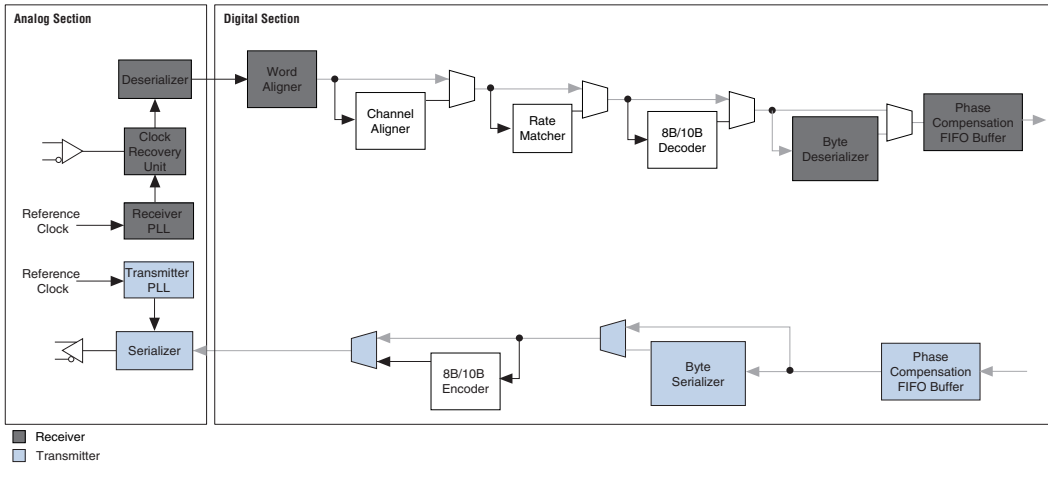 Analog Section
Digital Section
Deserializer
Word
Aligner
Channel
Aligner
Rate
Matcher
8B/10B
Decoder
Byte
Deserializer
Phase
Compensation
FIFO Buffer
Clock
Recovery
Unit
Reference
Clock
Receiver
PLL
Reference
Clock
Transmitter
PLL
Serializer
8B/10B
Encoder
Byte
Serializer
Phase
Compensation
FIFO Buffer
Receiver
Transmitter